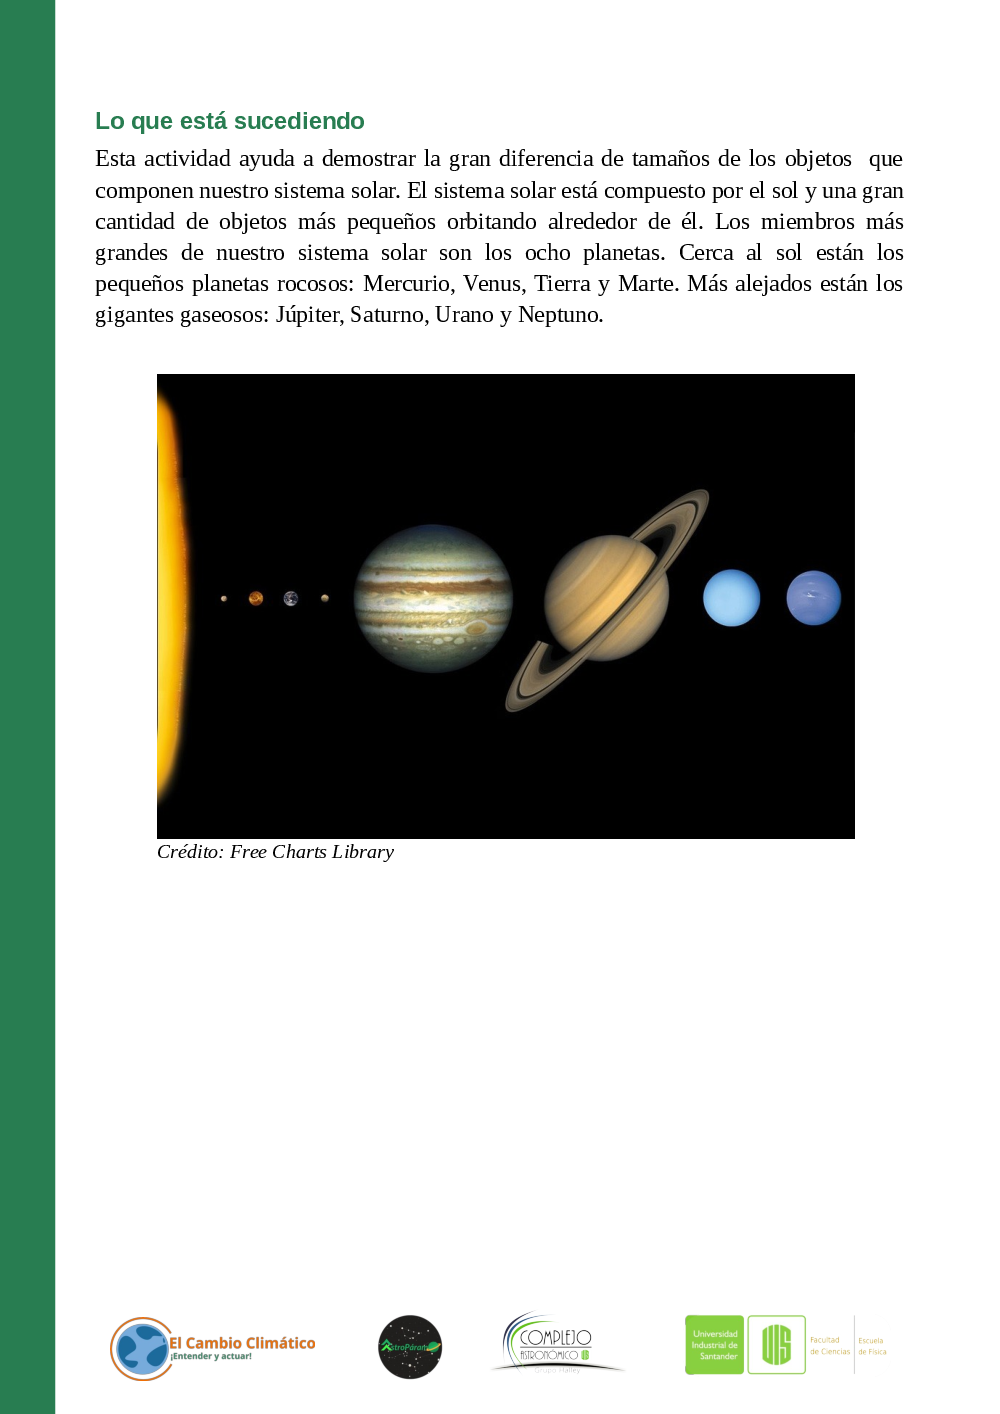 Lo que está sucediendo
Esta actividad ayuda a demostrar la gran diferencia de tamaños de los objetos que
componen nuestro sistema solar. El sistema solar está compuesto por el sol y una gran
cantidad de objetos más pequeños orbitando alrededor de él. Los miembros más
grandes de nuestro sistema solar son los ocho planetas. Cerca al sol están los
pequeños planetas rocosos: Mercurio, Venus, Tierra y Marte. Más alejados están los
gigantes gaseosos: Júpiter, Saturno, Urano y Neptuno.
Crédito: Free Charts Library
El Cambio Climático
¡Entender y actuar!
AstroPáramo
COMPLEJO
ASTRONÓMICO
Grupo Halley
Universidad
Industrial de
Santander
UIS
Facultad
de Ciencias
Escuela
de Física